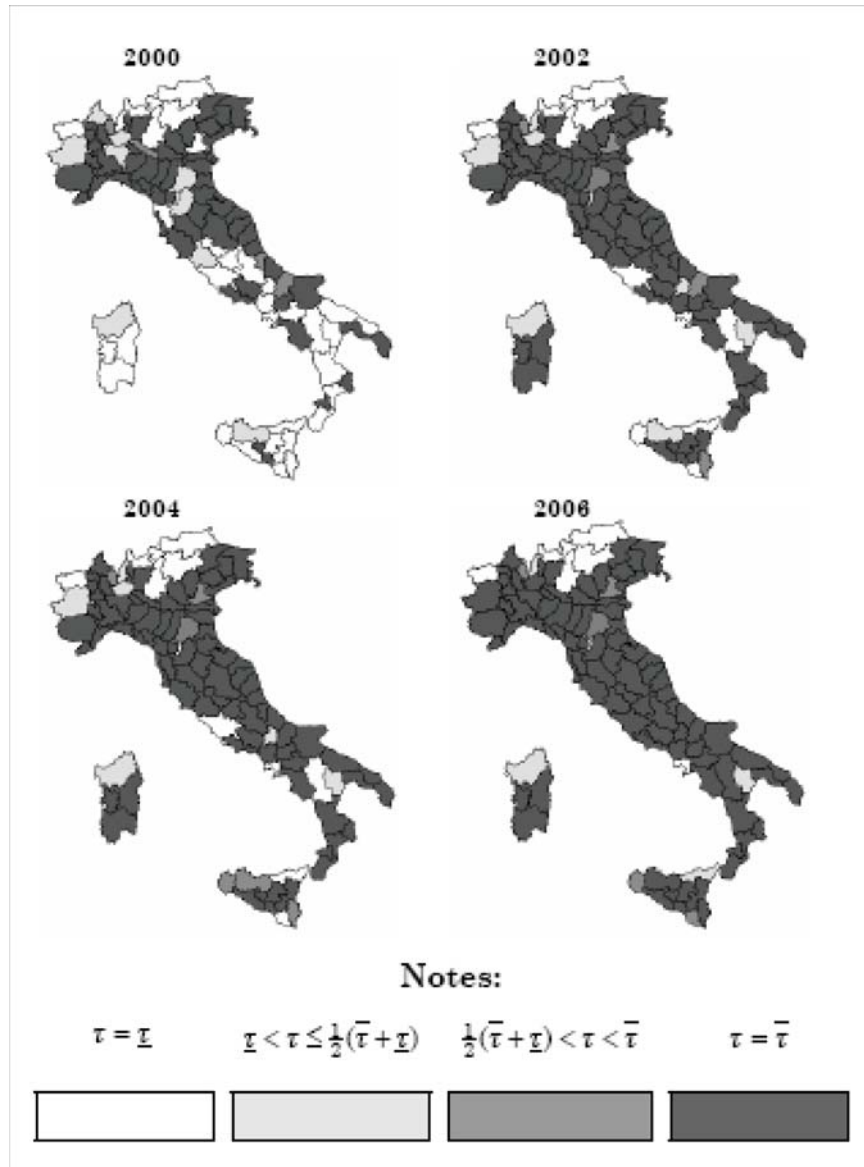 2000 2002
2004 2006
Notes:
τ = τ̲ τ̲ < τ ≤ ½(τ̅ + τ̲) ½(τ̅ + τ̲) < τ < τ̅ τ = τ̅